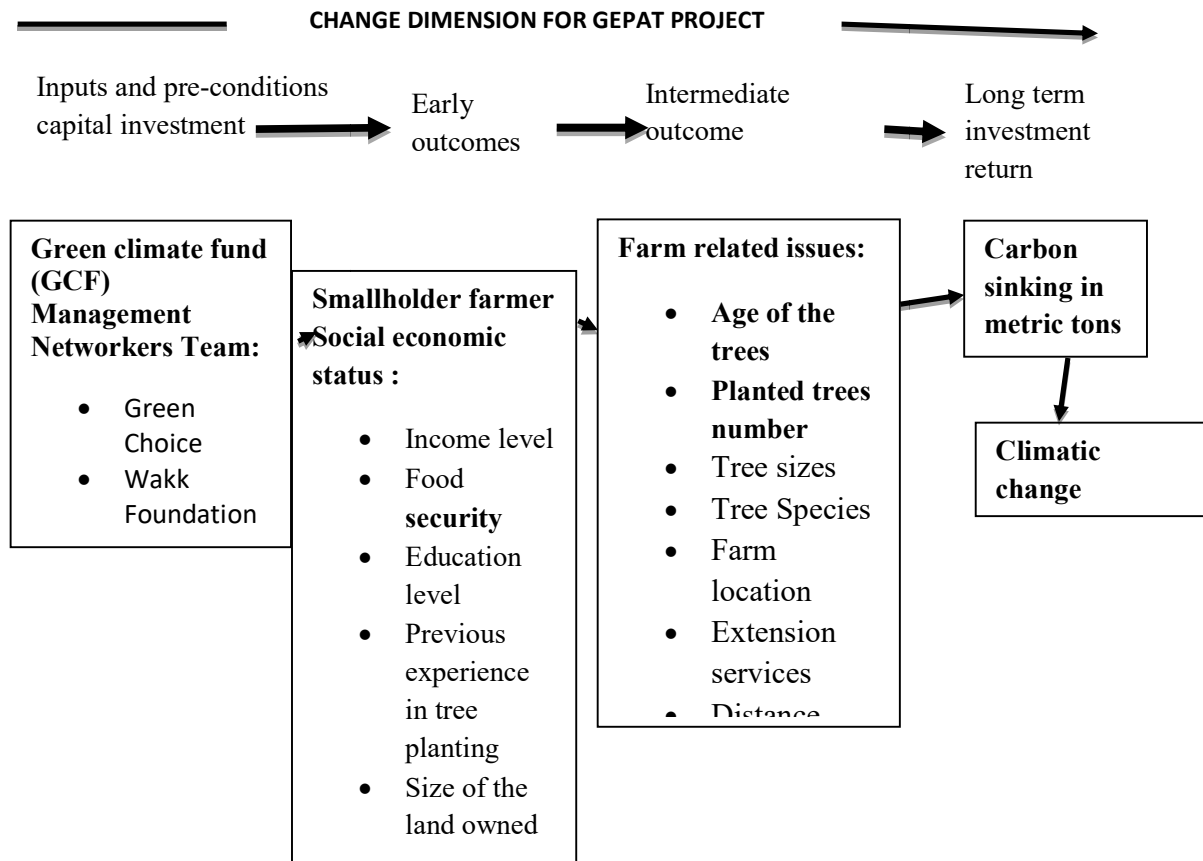 CHANGE DIMENSION FOR GEPAT PROJECT
Inputs and pre-conditions
capital investment
Early
outcomes
Intermediate
outcome
Long term
investment
return
Green climate fund
(GCF)
Management
Networkers Team:
• Green
Choice
• Wakk
Foundation
Smallholder farmer
Social economic
status :
• Income level
• Food
security
• Education
level
• Previous
experience
in tree
planting
• Size of the
land owned
Farm related issues:
• Age of the
trees
• Planted trees
number
• Tree sizes
• Tree Species
• Farm
location
• Extension
services
• Distance
Carbon
sinking in
metric tons
Climatic
change